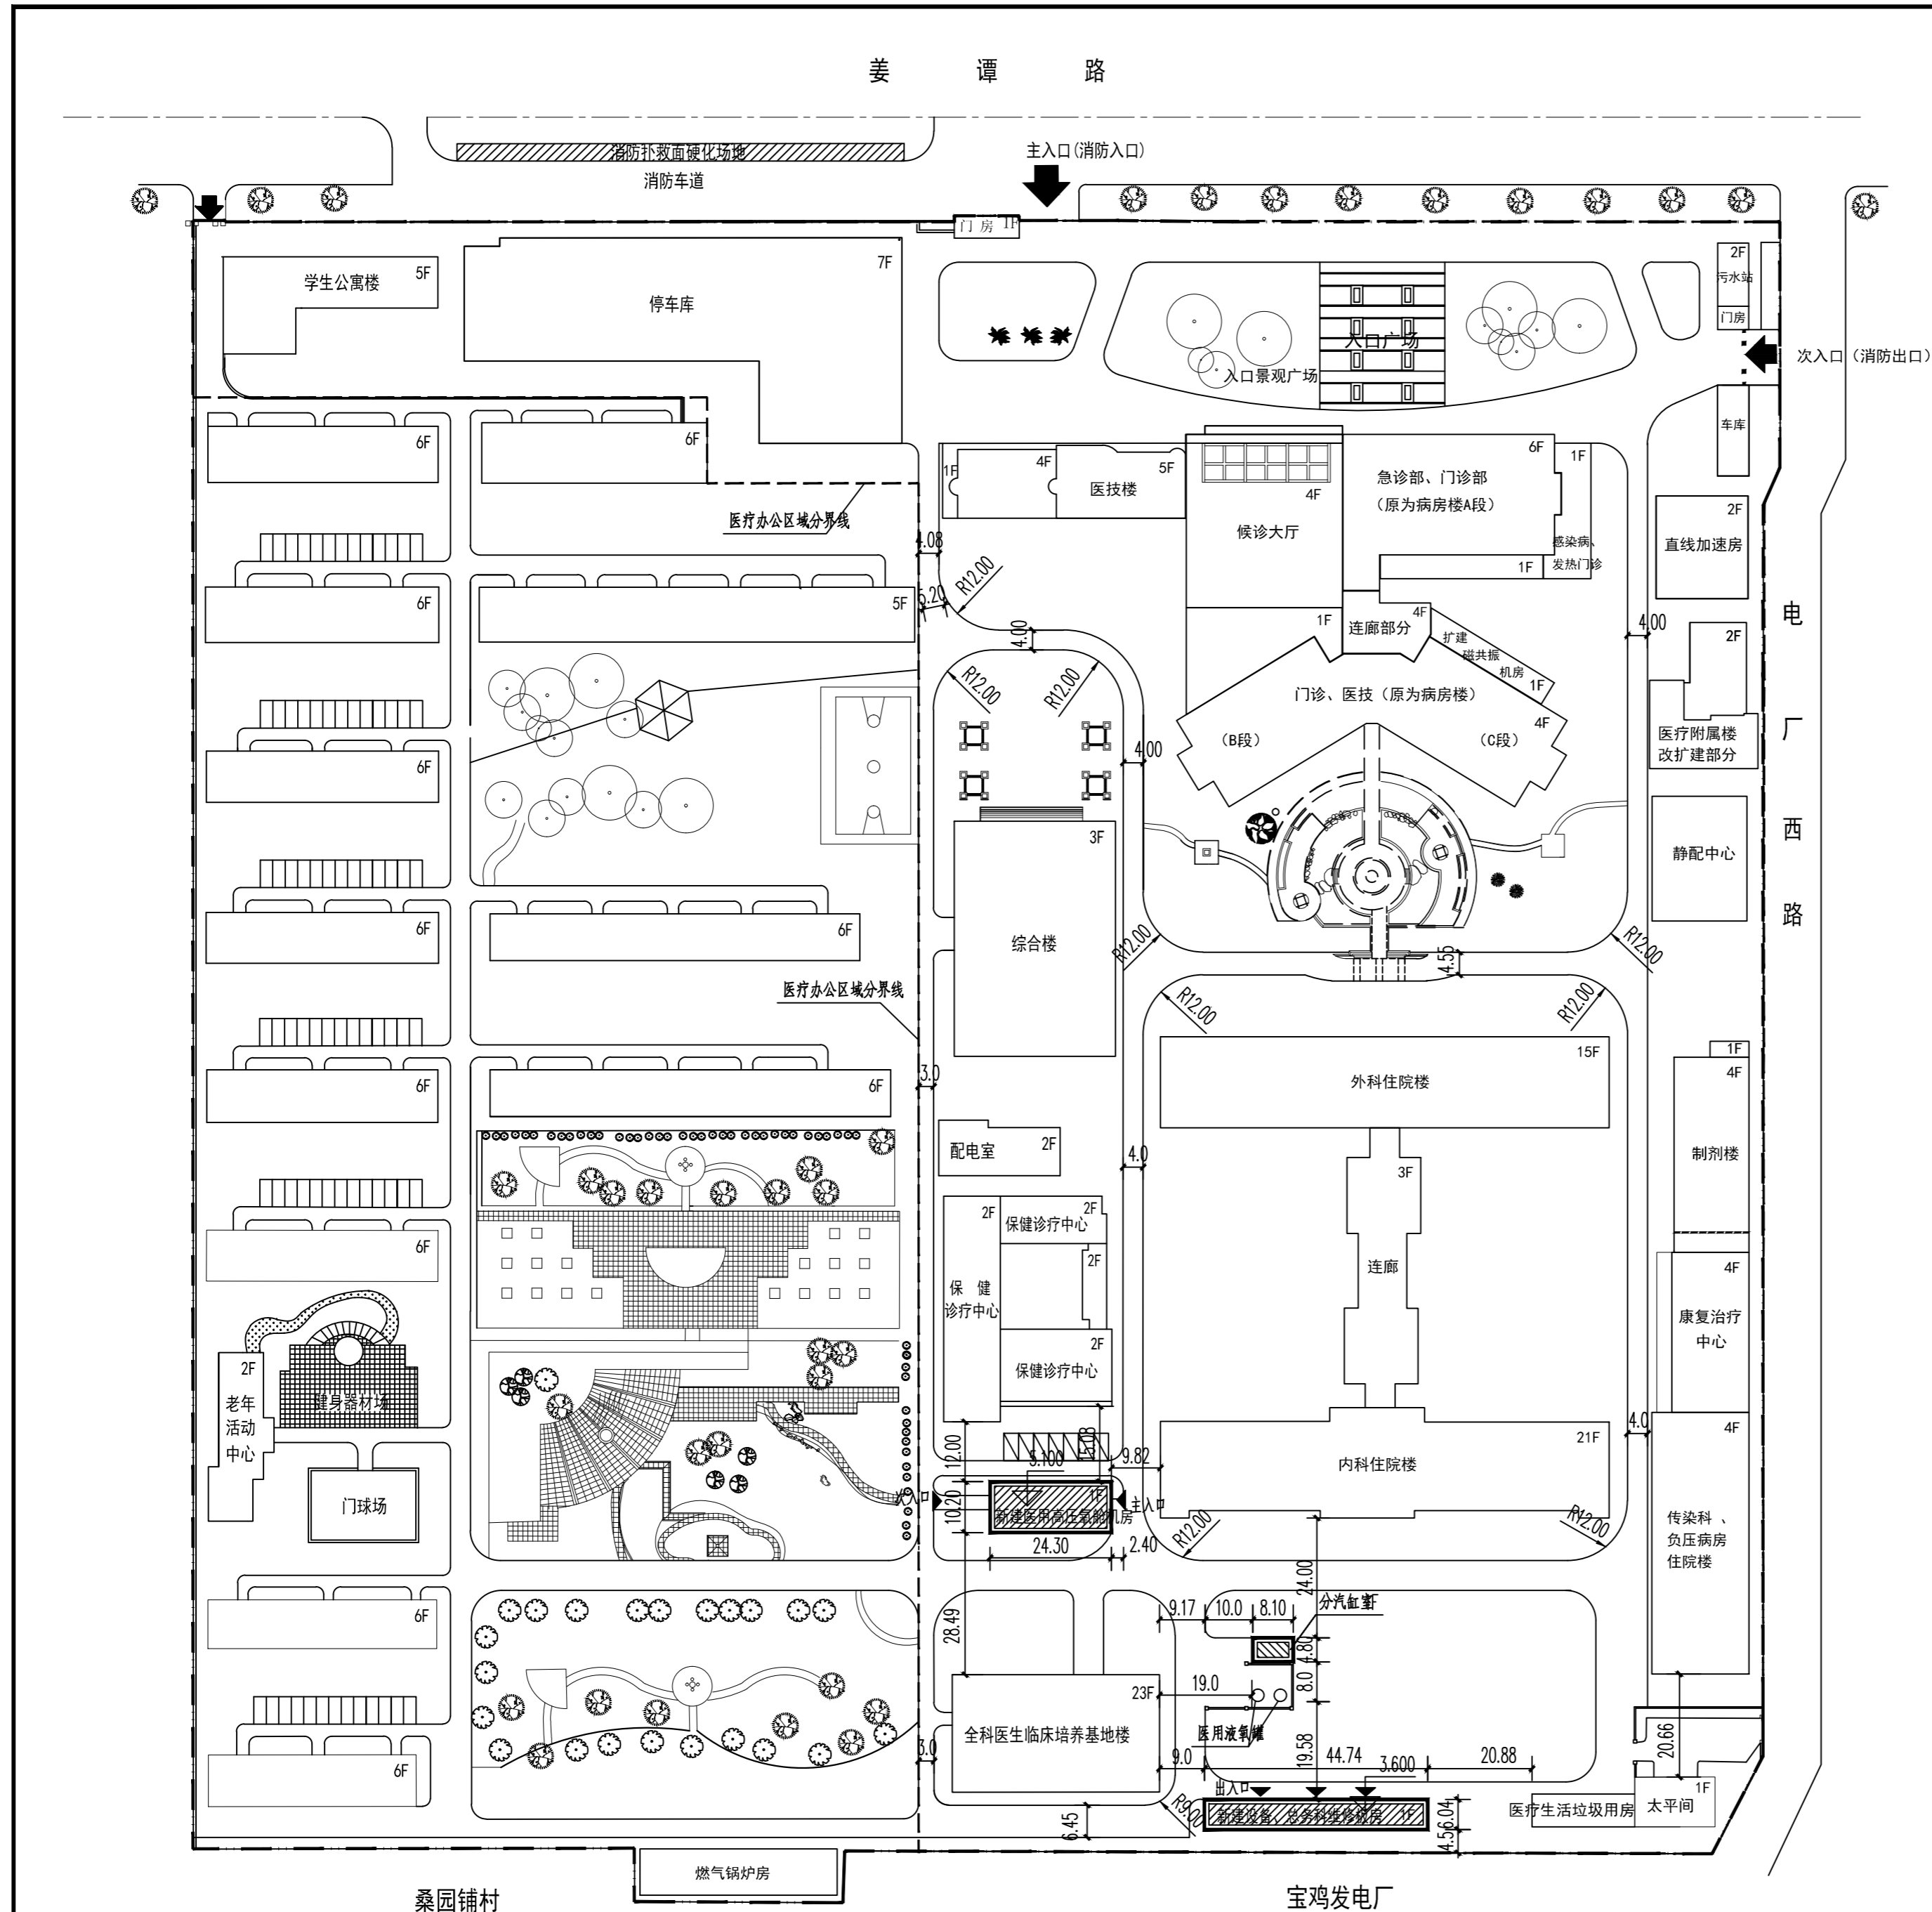 姜 谭 路
消防扑救面硬化场地
消防车道
主入口(消防入口)
门 房 1F
学生公寓楼
5F
停车库
7F
2F
污水站
门房
入口广场
入口景观广场
次入口（消防出口）
车库
6F
6F
医疗办公区域分界线
1F
4F
5F
医技楼
4F
候诊大厅
6F
1F
急诊部、门诊部
（原为病房楼A段）
感染病、
发热门诊
1F
2F
直线加速房
4.08
R12.00
5.20
6F
5F
4.00
1F
4F
连廊部分
扩建
磁共振
机房
1F
4.00
2F
电
厂
西
路
R12.00
R12.00
门诊、医技（原为病房楼）
4F
（B段）
（C段）
4.00
医疗附属楼
改扩建部分
6F
3F
静配中心
6F
6F
综合楼
R12.00
4.55
R12.00
医疗办公区域分界线
R12.00
R12.00
15F
外科住院楼
1F
4F
3.0
6F
6F
配电室
2F
4.0
3F
制剂楼
2F
保健诊疗中心
2F
6F
2F
连廊
4F
保 健
诊疗中心
康复治疗
中心
2F
保健诊疗中心
2F
老年
活动
中心
健身器材场
4F
4.0
21F
内科住院楼
12.00
15.08
9.82
5.100
门球场
次入口
10.20
1F
新建医用高压氧舱机房
主入口
24.30
2.40
R12.00
R12.00
传染科 、
负压病房
住院楼
24.00
6F
28.49
9.17
10.0
8.10
分汽缸室1F
4.80
8.0
19.0
23F
全科医生临床培养基地楼
医用液氧罐
19.58
20.66
6F
3.0
9.0
44.74
3.600
20.88
出入口
R9.00
6.45
新建设备、总务科维修机房
1F
6.04
4.5
医疗生活垃圾用房
太平间
1F
燃气锅炉房
桑园铺村
宝鸡发电厂